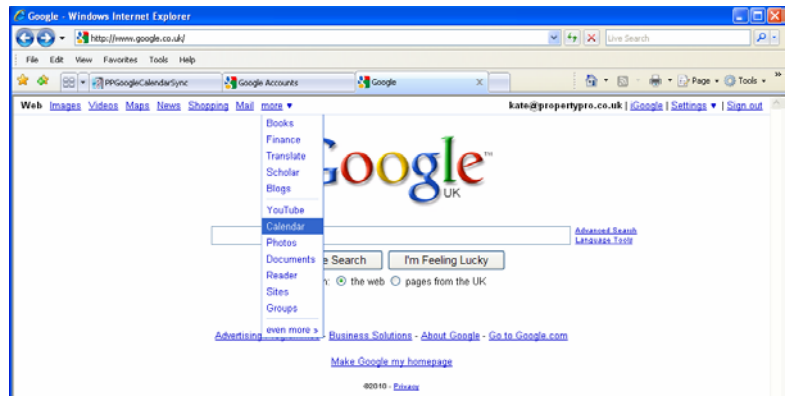 Google - Windows Internet Explorer
http://www.google.co.uk/
Live Search
File Edit View Favorites Tools Help
PPGoogleCalendarSync Google Accounts Google Page Tools
Web Images Videos Maps News Shopping Mail more ▼ kate@propertypro.co.uk | iGoogle | Settings ▼ | Sign out
Books
Finance
Translate
Scholar
Blogs
YouTube
Calendar
Photos
Documents
Reader
Sites
Groups
even more »
Google™
UK
Advanced Search
Language Tools
Search I'm Feeling Lucky
the web pages from the UK
Advertising - Business Solutions - About Google - Go to Google.com
Make Google my homepage
©2010 - Privacy